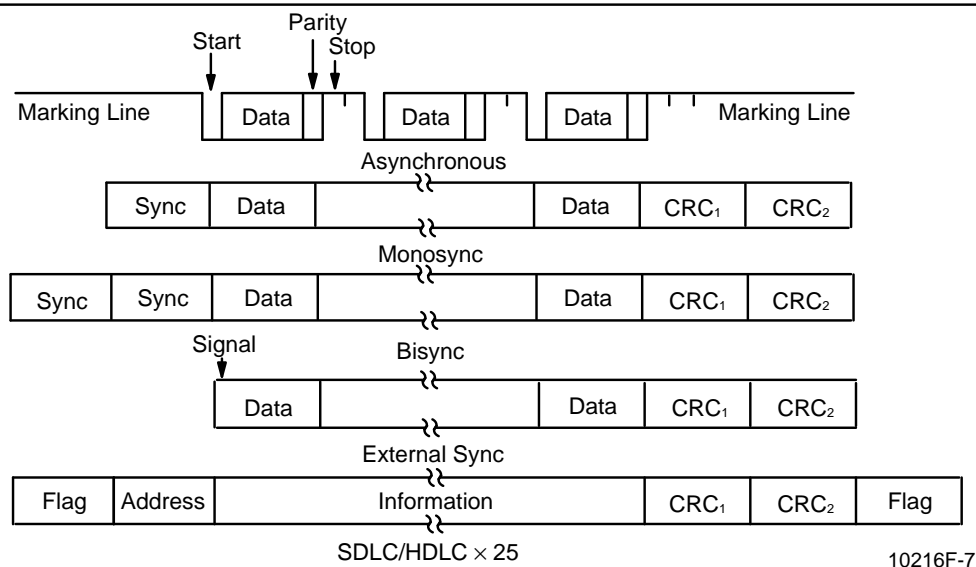 Start
Parity
Stop
Marking Line
Data
Data
Data
Marking Line
Asynchronous
Sync
Data
Data
CRC₁
CRC₂
Monosync
Sync
Sync
Data
Data
CRC₁
CRC₂
Signal
Bisync
Data
Data
CRC₁
CRC₂
External Sync
Flag
Address
Information
CRC₁
CRC₂
Flag
SDLC/HDLC × 25
10216F-7